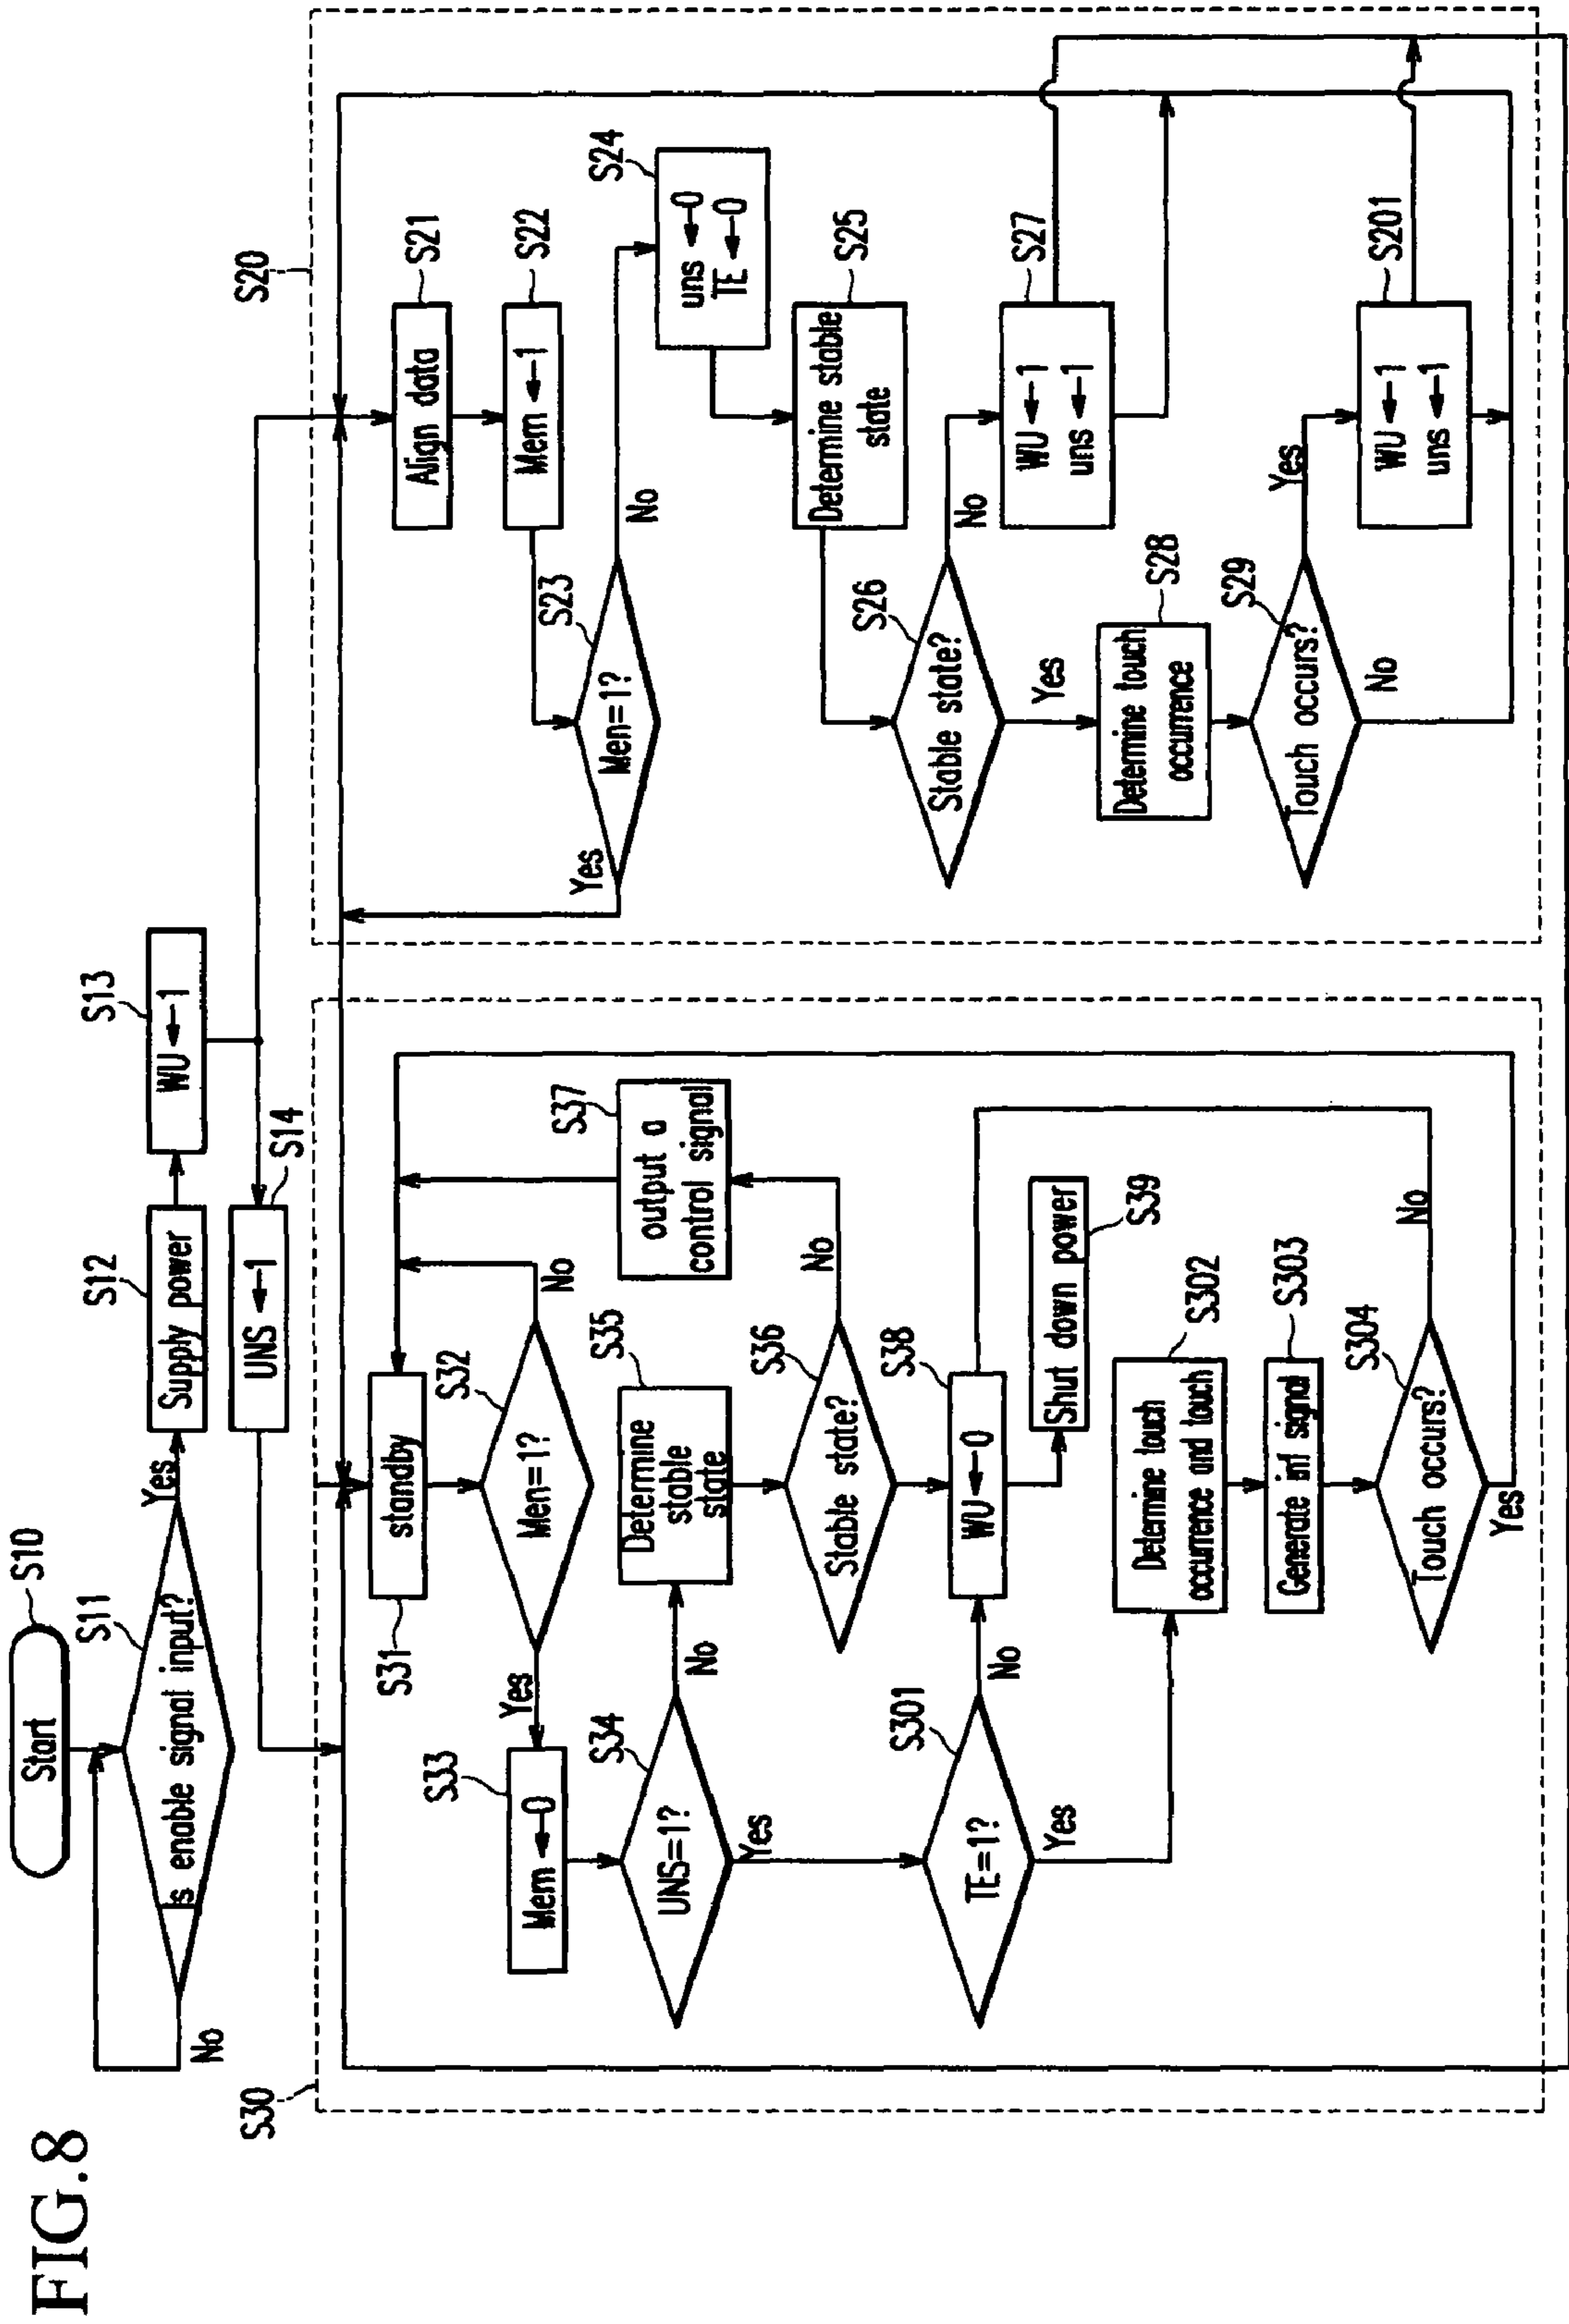 FIG.8
Start
S10
S11
Is enable signal input?
No
Yes
S12
Supply power
S13
WU ← 1
S14
UNS ← 1
S30
S31
standby
S32
Men=1?
No
Yes
S33
Mem ← 0
S34
UNS=1?
No
Yes
S35
Determine
stable
state
S36
Stable state?
No
S37
output a
control signal
S38
WU ← 0
S39
Shut down power
S301
TE=1?
No
Yes
S302
Determine touch
occurrence and touch
S303
Generate inf signal
S304
Touch occurs?
No
Yes
S20
S21
Align data
S22
Mem ← 1
S23
Men=1?
Yes
No
S24
uns ← 0
TE ← 0
S25
Determine stable
state
S26
Stable state?
No
Yes
S27
WU ← 1
uns ← 1
S28
Determine touch
occurrence
S29
Touch occurs?
Yes
No
S201
WU ← 1
uns ← 1